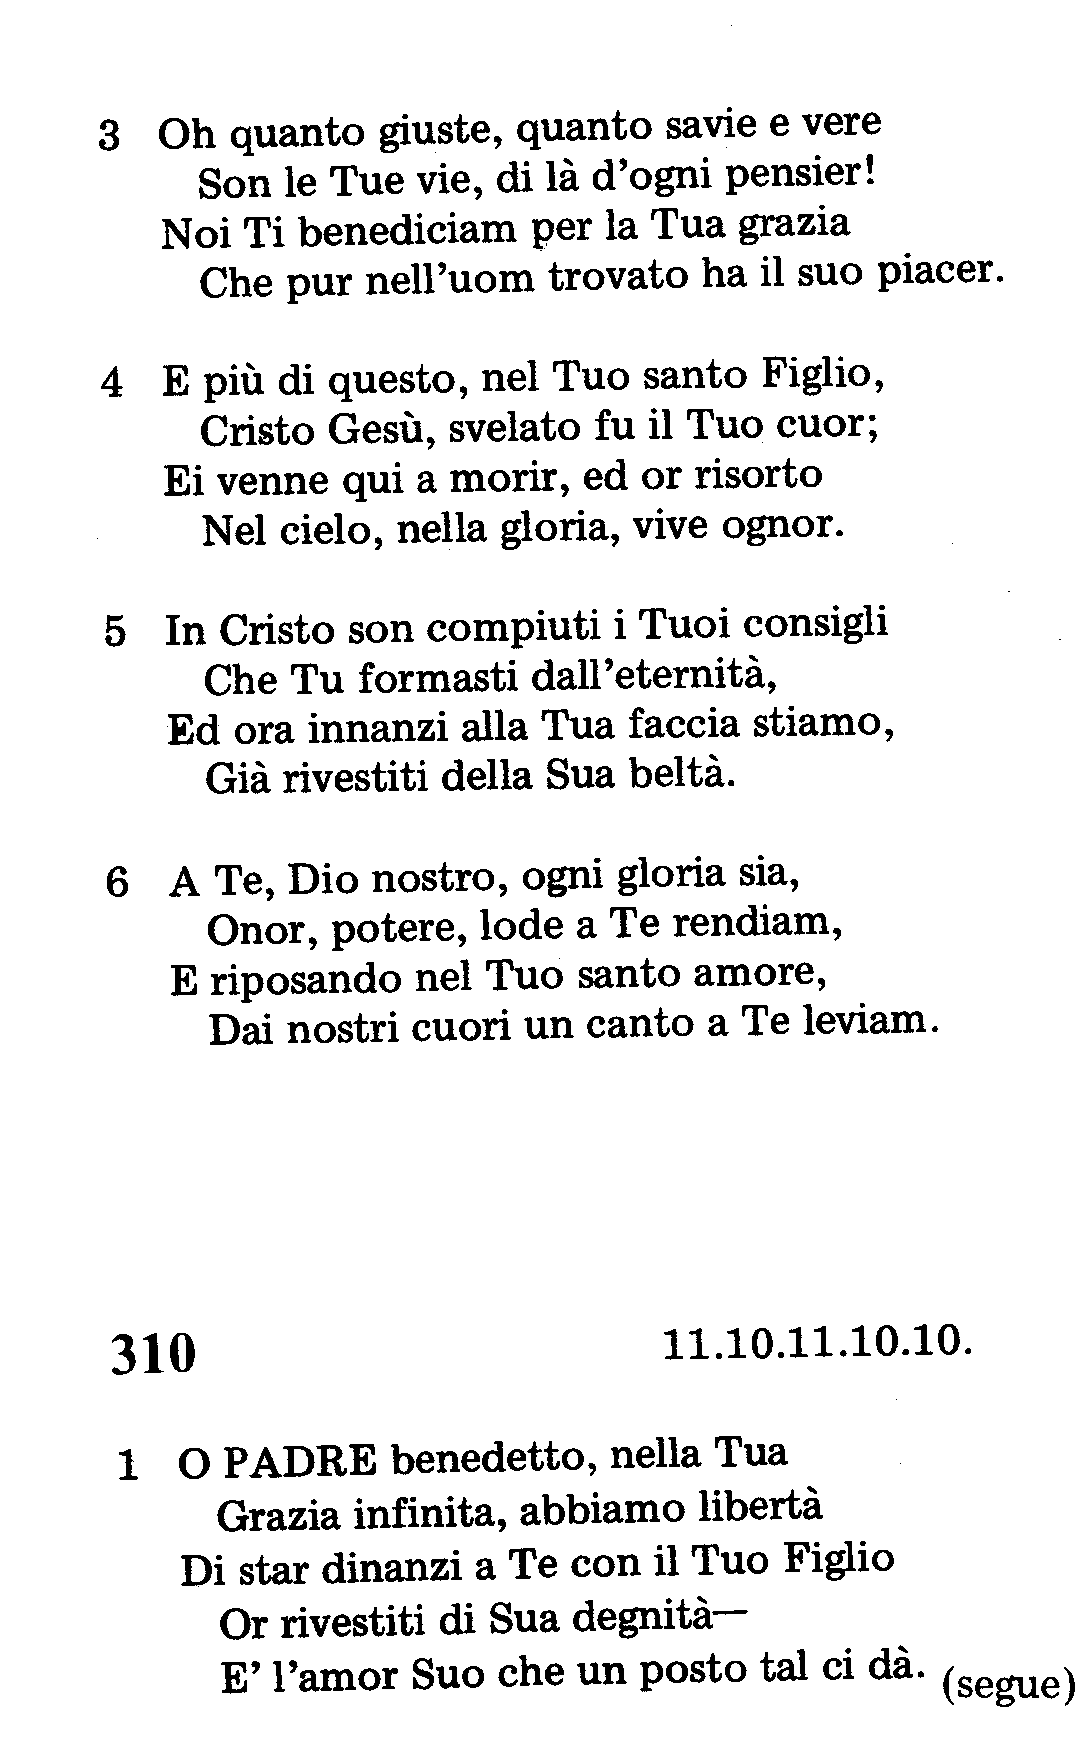 3 Oh quanto giuste, quanto savie e vere
Son le Tue vie, di là d'ogni pensier!
Noi Ti benediciam per la Tua grazia
Che pur nell'uom trovato ha il suo piacer.
4 E più di questo, nel Tuo santo Figlio,
Cristo Gesù, svelato fu il Tuo cuor;
Ei venne qui a morir, ed or risorto
Nel cielo, nella gloria, vive ognor.
5 In Cristo son compiuti i Tuoi consigli
Che Tu formasti dall'eternità,
Ed ora innanzi alla Tua faccia stiamo,
Già rivestiti della Sua beltà.
6 A Te, Dio nostro, ogni gloria sia,
Onor, potere, lode a Te rendiam,
E riposando nel Tuo santo amore,
Dai nostri cuori un canto a Te leviam.
310 11.10.11.10.10.
1 O PADRE benedetto, nella Tua
Grazia infinita, abbiamo libertà
Di star dinanzi a Te con il Tuo Figlio
Or rivestiti di Sua degnità—
E' l'amor Suo che un posto tal ci dà. (segue)